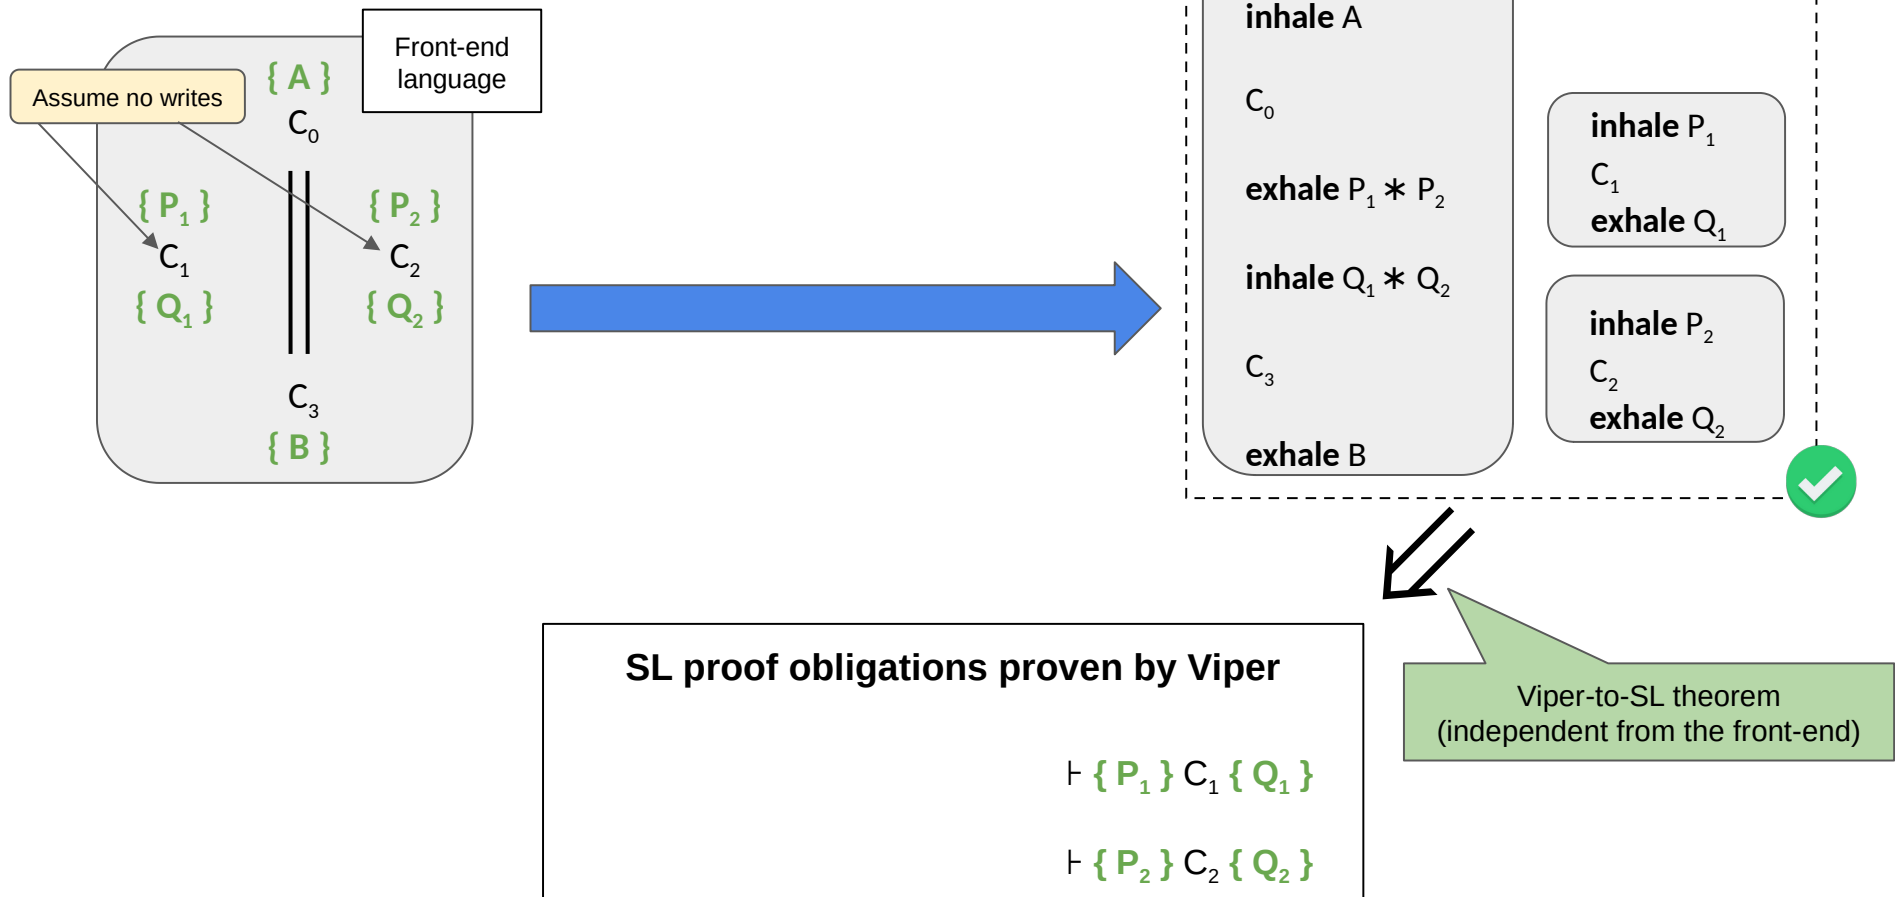 Front-end
language
Assume no writes
{ A }
C₀
{ P₁ }
{ P₂ }
C₁
C₂
{ Q₁ }
{ Q₂ }
C₃
{ B }
inhale A
C₀
exhale P₁ ∗ P₂
inhale Q₁ ∗ Q₂
C₃
exhale B
inhale P₁
C₁
exhale Q₁
inhale P₂
C₂
exhale Q₂
SL proof obligations proven by Viper
⊢ { P₁ } C₁ { Q₁ }
⊢ { P₂ } C₂ { Q₂ }
Viper-to-SL theorem
(independent from the front-end)